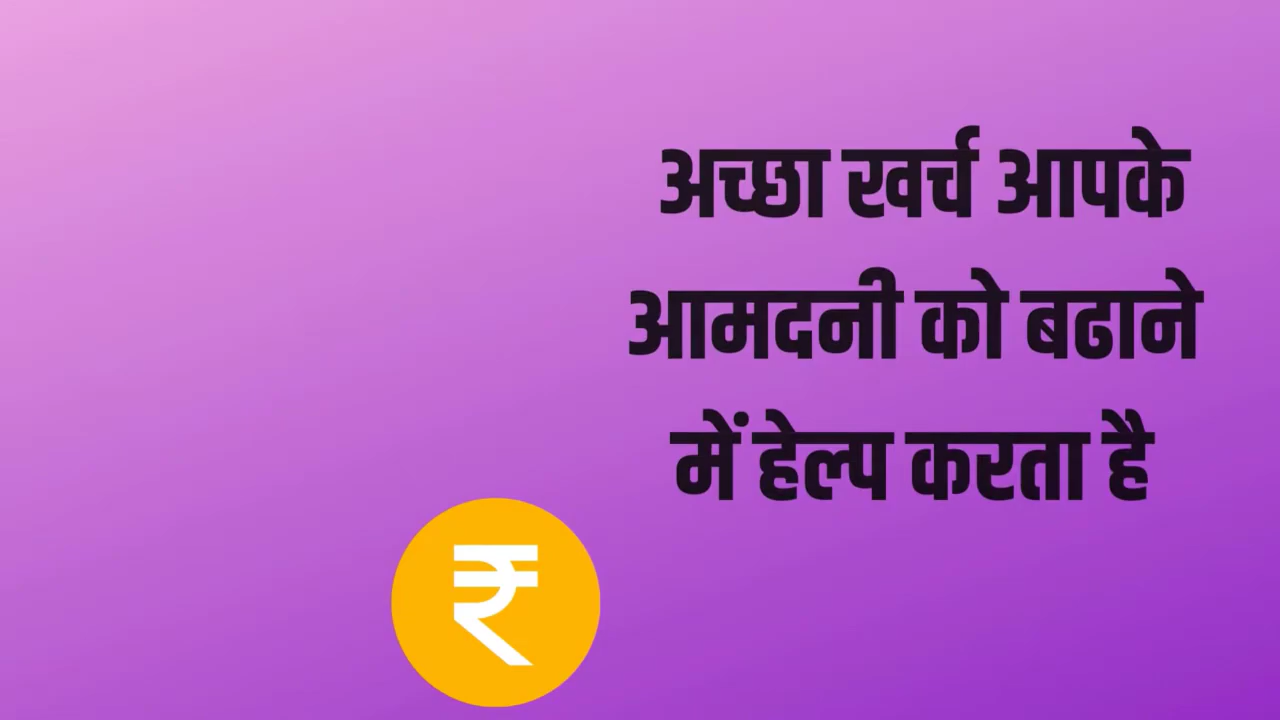 अच्छा खर्च आपके
आमदनी को बढाने
में हेल्प करता है
₹